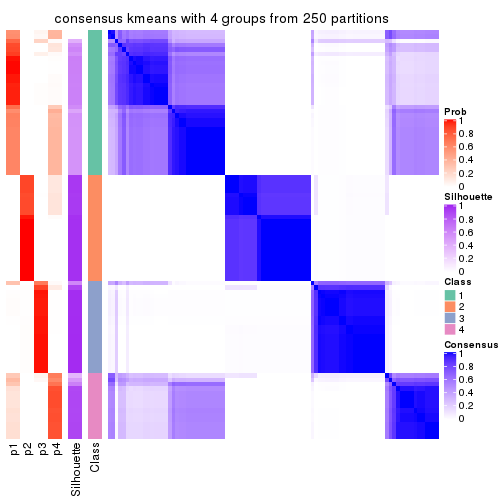 consensus kmeans with 4 groups from 250 partitions
Prob
1
0.8
0.6
0.4
0.2
0
Silhouette
1
0.8
0.6
0.4
0.2
0
Class
1
2
3
4
Consensus
1
0.8
0.6
0.4
0.2
0
p1
p2
p3
p4
Silhouette
Class